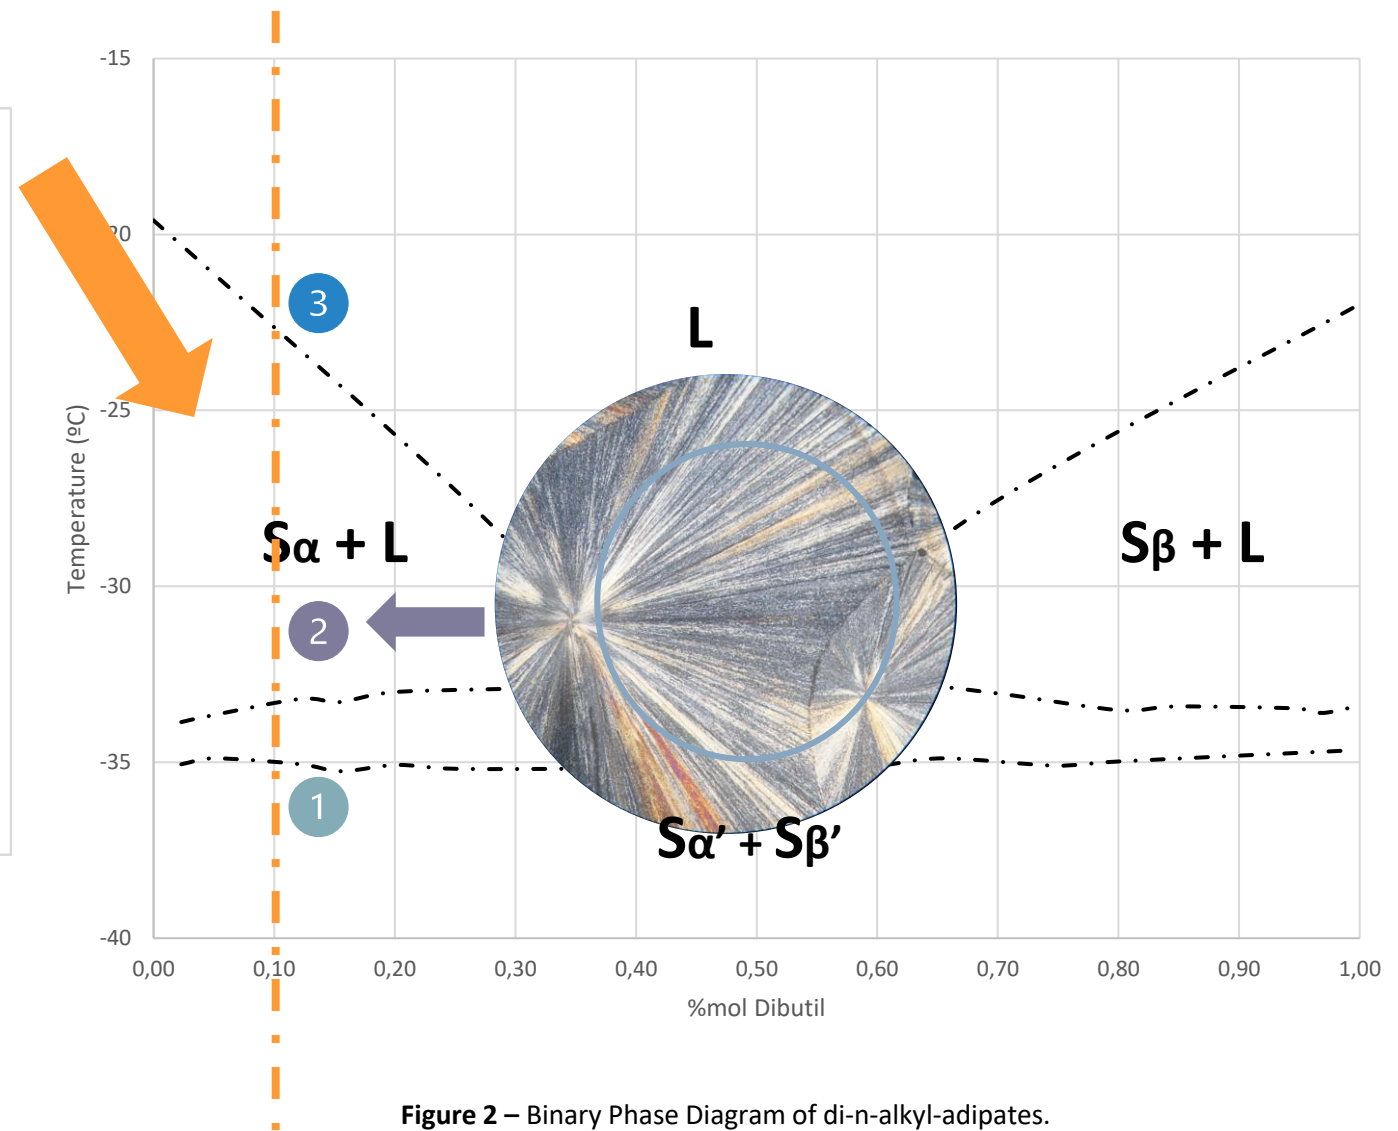 -15
20
-25
-30
-35
-40
Temperature (ºC)
3
L
Sα + L
Sβ + L
2
1
Sα’ + Sβ’
0,00 0,10 0,20 0,30 0,40 0,50 0,60 0,70 0,80 0,90 1,00
%mol Dibutil
Figure 2 – Binary Phase Diagram of di-n-alkyl-adipates.